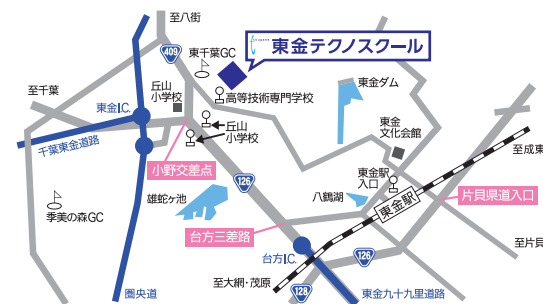 至八街
409
東千葉GC
東金テクノスクール
至千葉
東金IC.
丘山
小学校
高等技術専門学校
東金ダム
丘山
小学校
東金
文化会館
千葉東金道路
小野交差点
至成東
126
東金駅
入口
八鶴湖
東金駅
片貝県道入口
季美の森GC
雄蛇ヶ池
台方三差路
台方IC.
126
至片貝
圏央道
至大網・茂原
128
東金九十九里道路